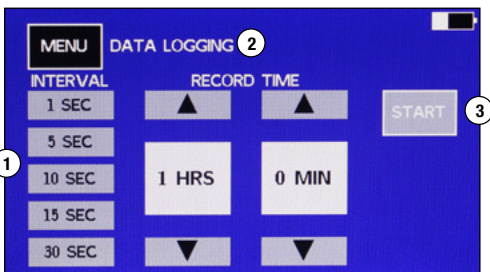 MENU DATA LOGGING 2
INTERVAL RECORD TIME
1 SEC
START 3
5 SEC
1
10 SEC 1 HRS 0 MIN
15 SEC
30 SEC